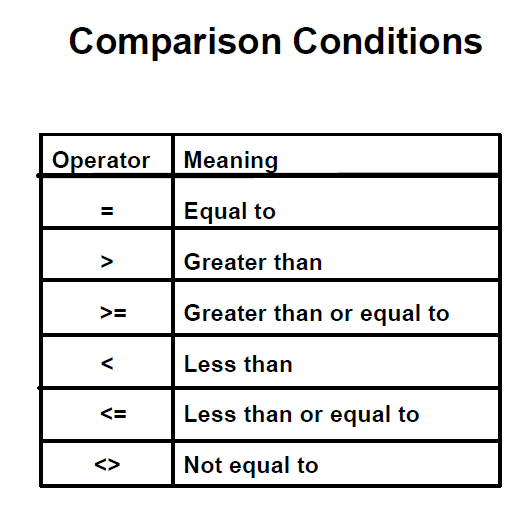 Comparison Conditions
Operator Meaning
= Equal to
> Greater than
>= Greater than or equal to
< Less than
<= Less than or equal to
<> Not equal to